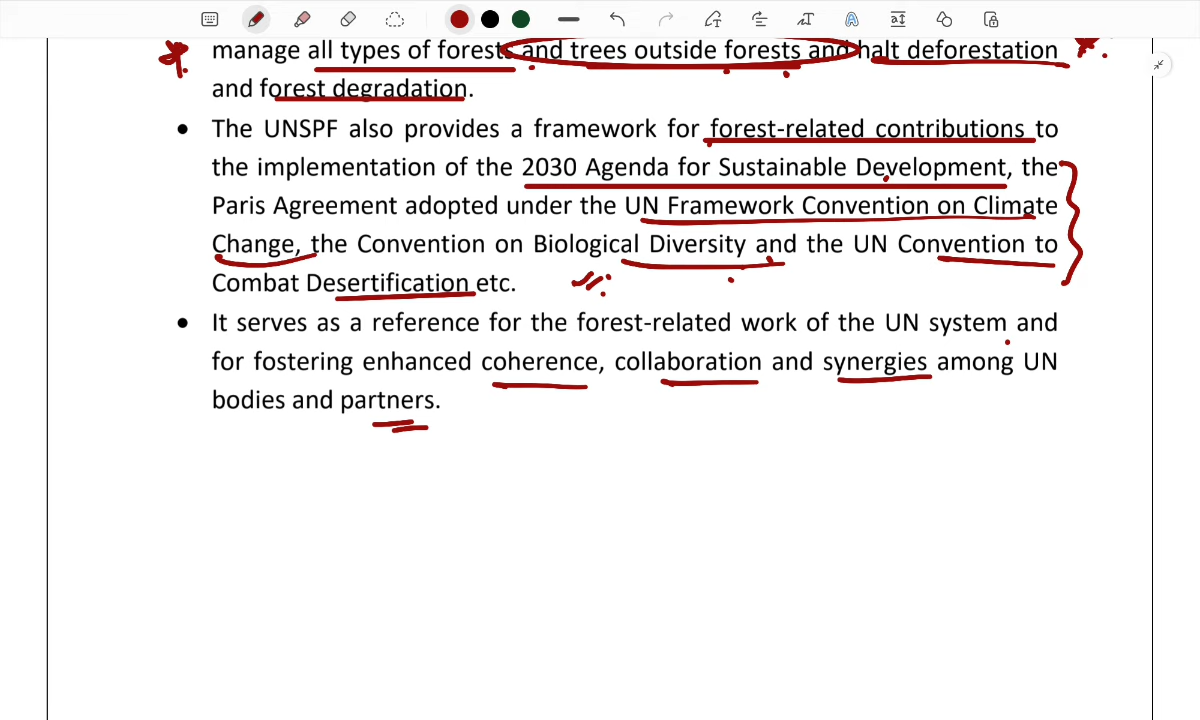 manage all types of forests and trees outside forests and halt deforestation
and forest degradation.
• The UNSPF also provides a framework for forest-related contributions to
the implementation of the 2030 Agenda for Sustainable Development, the
Paris Agreement adopted under the UN Framework Convention on Climate
Change, the Convention on Biological Diversity and the UN Convention to
Combat Desertification etc.
• It serves as a reference for the forest-related work of the UN system and
for fostering enhanced coherence, collaboration and synergies among UN
bodies and partners.